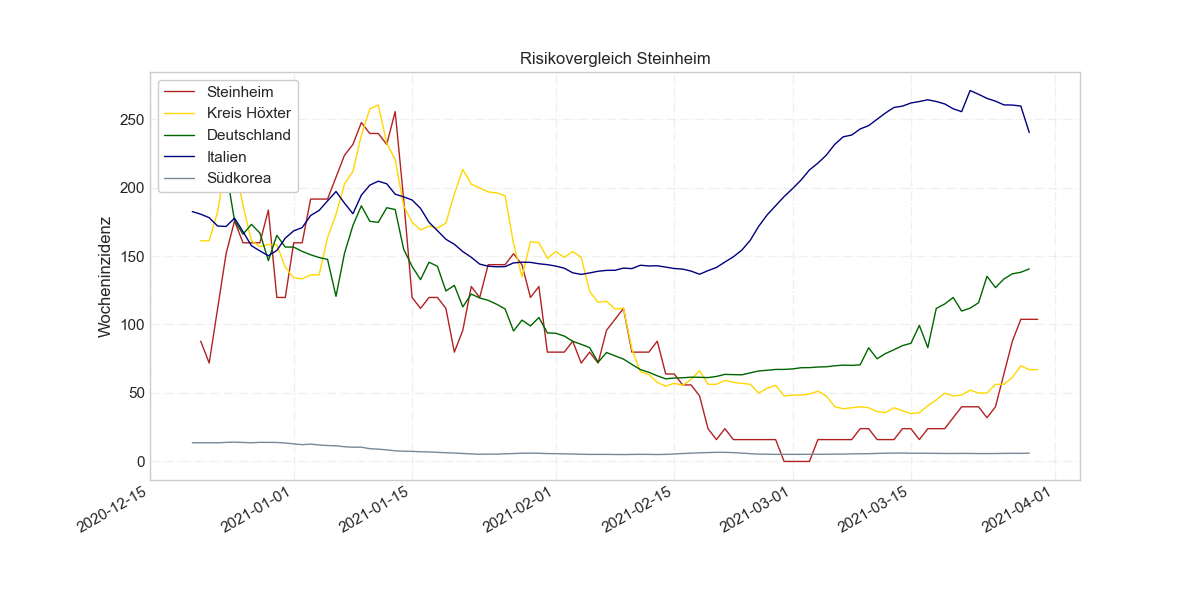 Risikovergleich Steinheim
Steinheim
Kreis Höxter
Deutschland
Italien
Südkorea
Wocheninzidenz
250
200
150
100
50
0
2020-12-15
2021-01-01
2021-01-15
2021-02-01
2021-02-15
2021-03-01
2021-03-15
2021-04-01